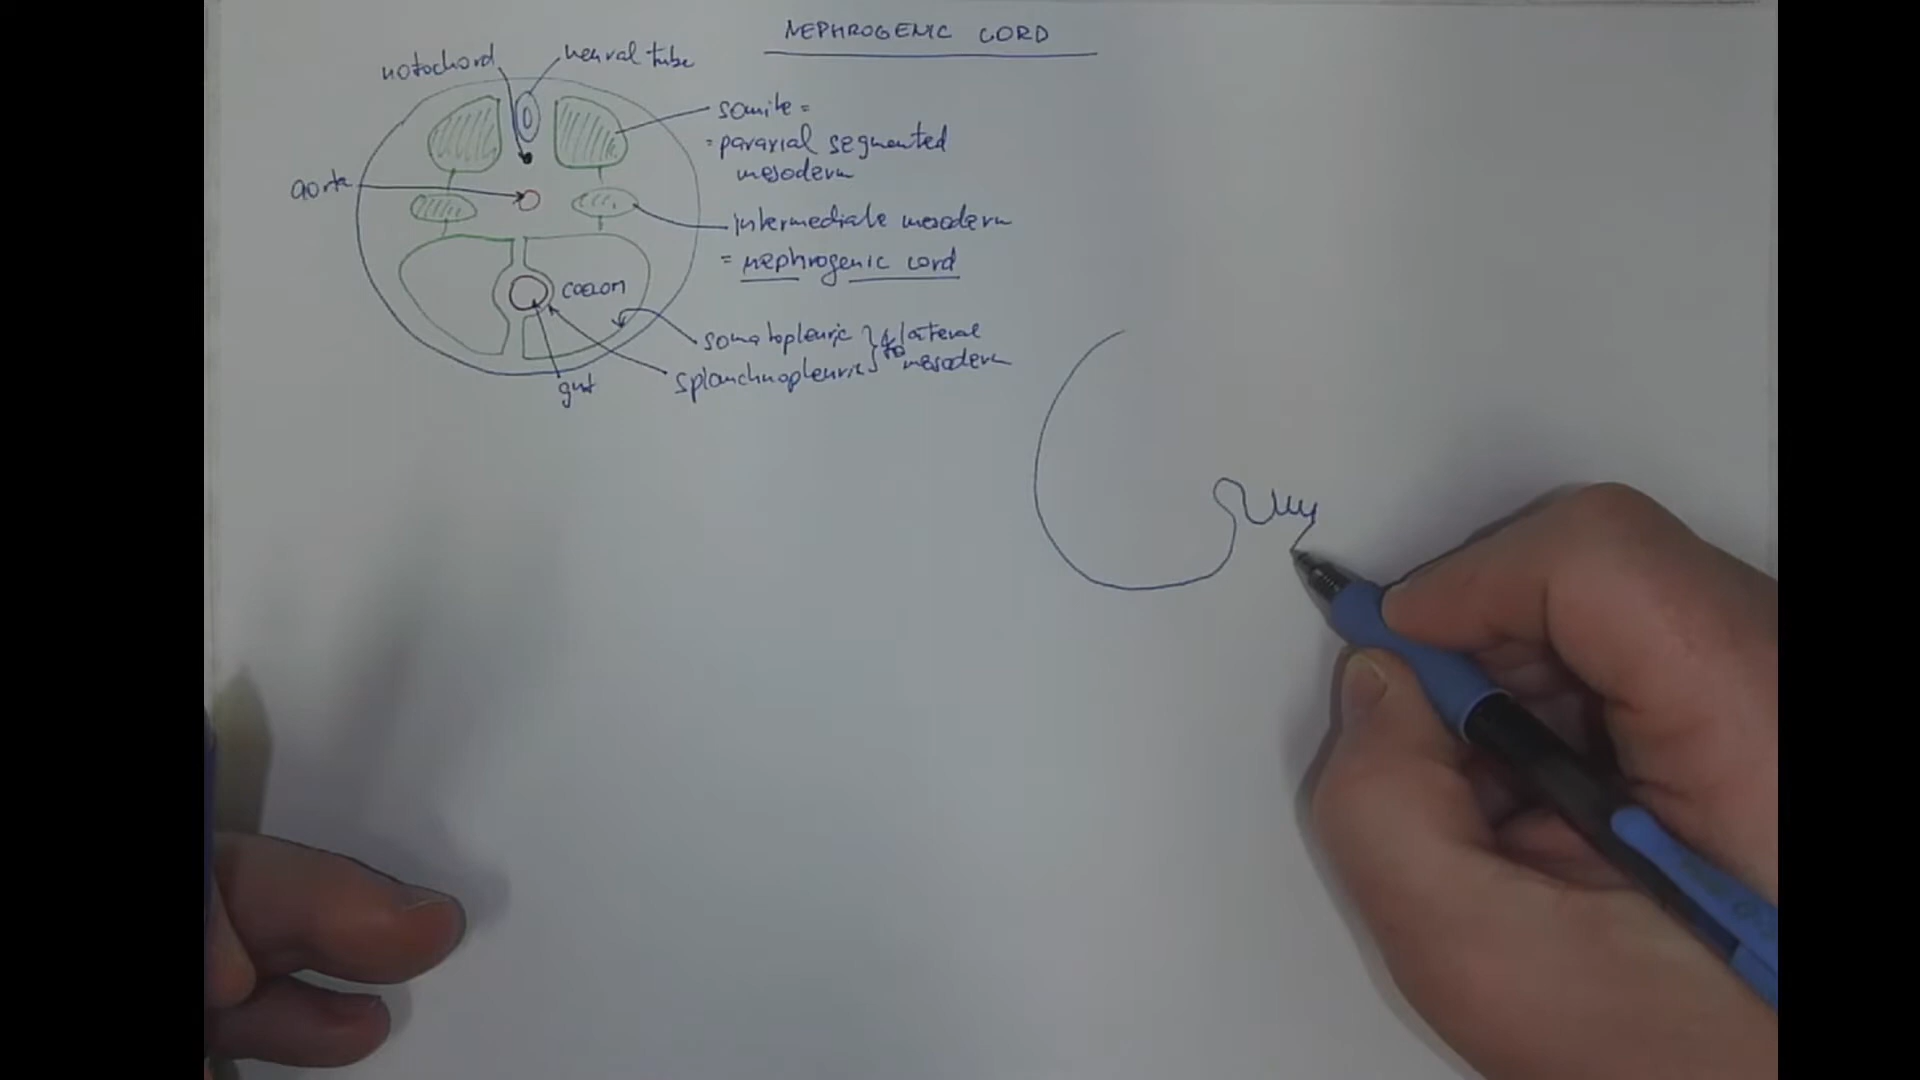 NEPHROGENIC CORD
notochord
neural tube
somite =
= paraxial segmented
mesoderm
aorta
intermediate mesoderm
= nephrogenic cord
COELOM
somatopleuric } lateral
splanchnopleuric } mesoderm
gut